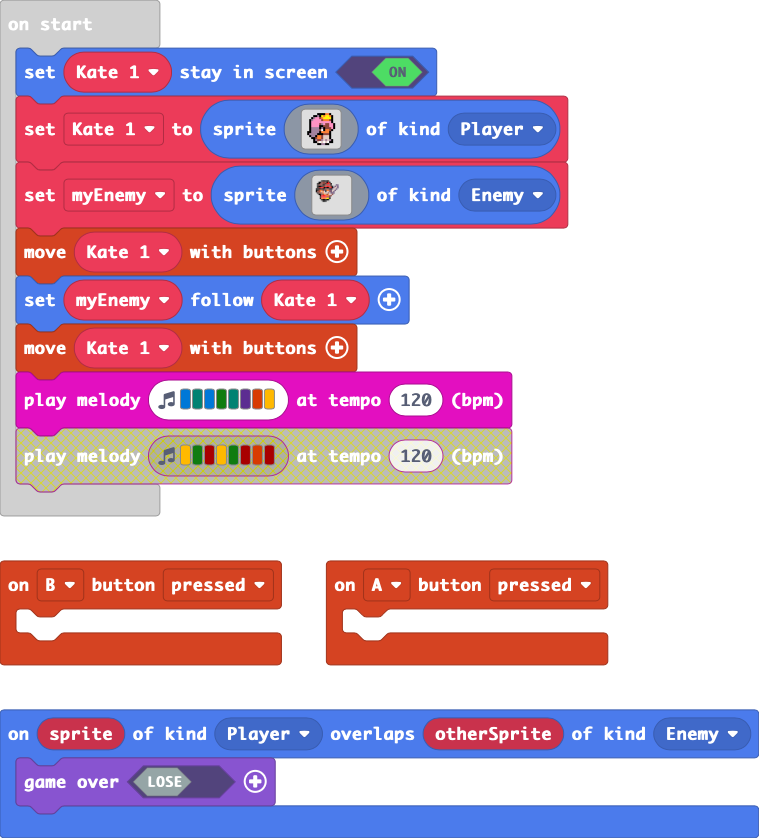 on start
set Kate 1 stay in screen ON
set Kate 1 to sprite of kind Player
set myEnemy to sprite of kind Enemy
move Kate 1 with buttons
set myEnemy follow Kate 1
move Kate 1 with buttons
play melody at tempo 120 (bpm)
play melody at tempo 120 (bpm)
on B button pressed
on A button pressed
on sprite of kind Player overlaps otherSprite of kind Enemy
game over LOSE